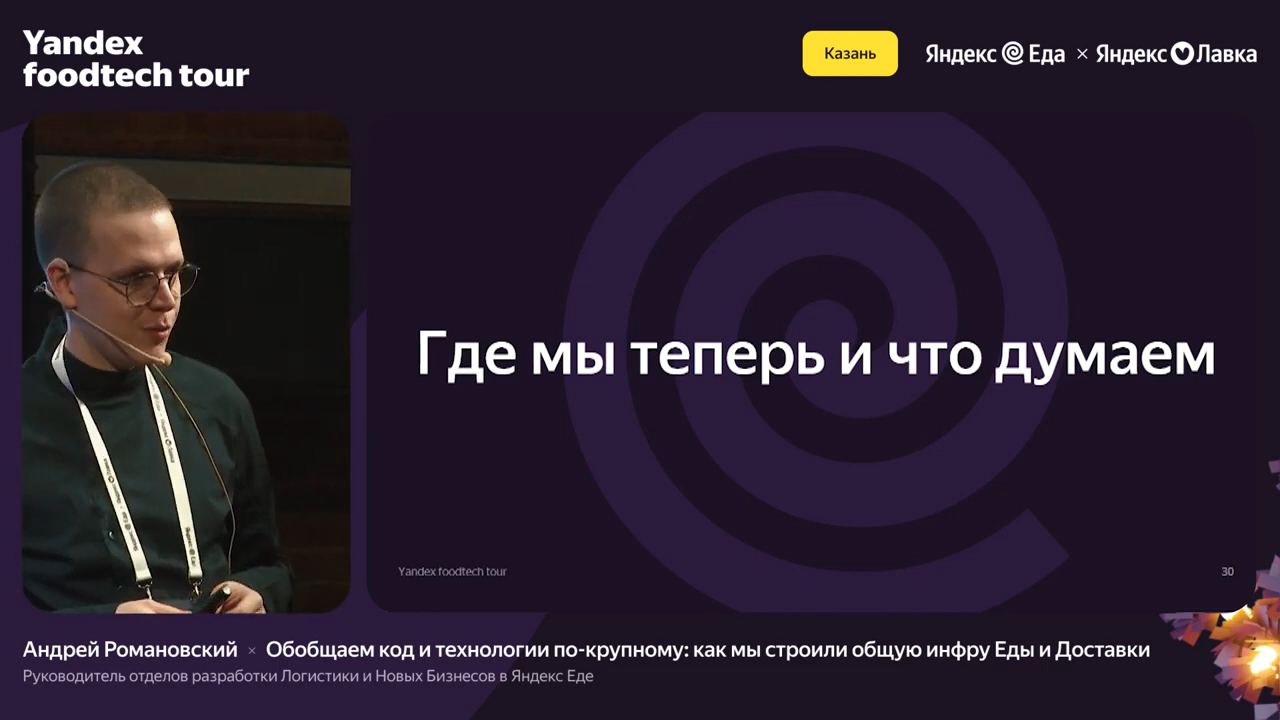 Yandex
foodtech tour
Казань
Яндекс Еда × Яндекс Лавка
Где мы теперь и что думаем
Yandex foodtech tour
30
Андрей Романовский × Обобщаем код и технологии по-крупному: как мы строили общую инфру Еды и Доставки
Руководитель отделов разработки Логистики и Новых Бизнесов в Яндекс Еде